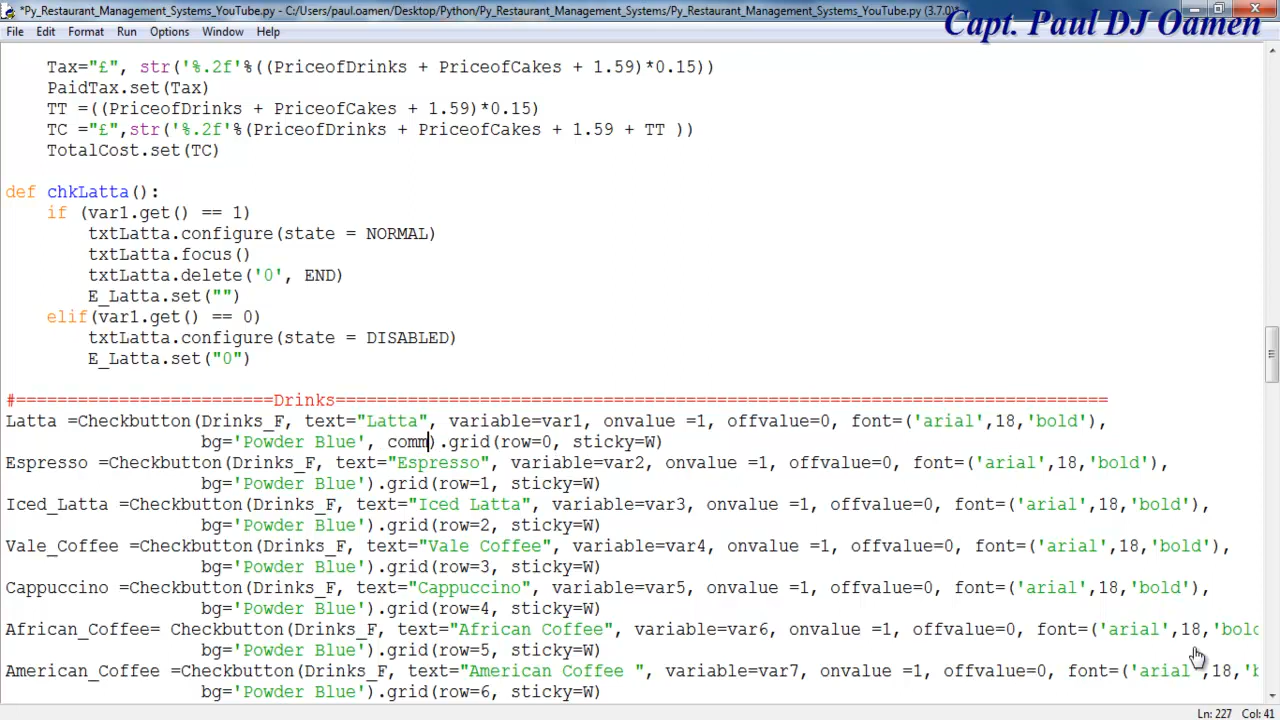 *Py_Restaurant_Management_Systems_YouTube.py - C:/Users/paul.oamen/Desktop/Python/Py_Restaurant_Management_Systems/Py_Restaurant_Management_Systems_YouTube.py (3.7.0)*
Capt. Paul DJ Oamen
File Edit Format Run Options Window Help
Tax="£", str('%.2f'%((PriceofDrinks + PriceofCakes + 1.59)*0.15))
PaidTax.set(Tax)
TT =((PriceofDrinks + PriceofCakes + 1.59)*0.15)
TC ="£",str('%.2f'%(PriceofDrinks + PriceofCakes + 1.59 + TT ))
TotalCost.set(TC)
def chkLatta():
if (var1.get() == 1)
txtLatta.configure(state = NORMAL)
txtLatta.focus()
txtLatta.delete('0', END)
E_Latta.set("")
elif(var1.get() == 0)
txtLatta.configure(state = DISABLED)
E_Latta.set("0")
#=========================Drinks===========================================================================
Latta =Checkbutton(Drinks_F, text="Latta", variable=var1, onvalue =1, offvalue=0, font=('arial',18,'bold'),
bg='Powder Blue', comm).grid(row=0, sticky=W)
Espresso =Checkbutton(Drinks_F, text="Espresso", variable=var2, onvalue =1, offvalue=0, font=('arial',18,'bold'),
bg='Powder Blue').grid(row=1, sticky=W)
Iced_Latta =Checkbutton(Drinks_F, text="Iced Latta", variable=var3, onvalue =1, offvalue=0, font=('arial',18,'bold'),
bg='Powder Blue').grid(row=2, sticky=W)
Vale_Coffee =Checkbutton(Drinks_F, text="Vale Coffee", variable=var4, onvalue =1, offvalue=0, font=('arial',18,'bold'),
bg='Powder Blue').grid(row=3, sticky=W)
Cappuccino =Checkbutton(Drinks_F, text="Cappuccino", variable=var5, onvalue =1, offvalue=0, font=('arial',18,'bold'),
bg='Powder Blue').grid(row=4, sticky=W)
African_Coffee= Checkbutton(Drinks_F, text="African Coffee", variable=var6, onvalue =1, offvalue=0, font=('arial',18,'bold
bg='Powder Blue').grid(row=5, sticky=W)
American_Coffee =Checkbutton(Drinks_F, text="American Coffee ", variable=var7, onvalue =1, offvalue=0, font=('arial',18,'b
bg='Powder Blue').grid(row=6, sticky=W)
Ln: 227 Col: 41